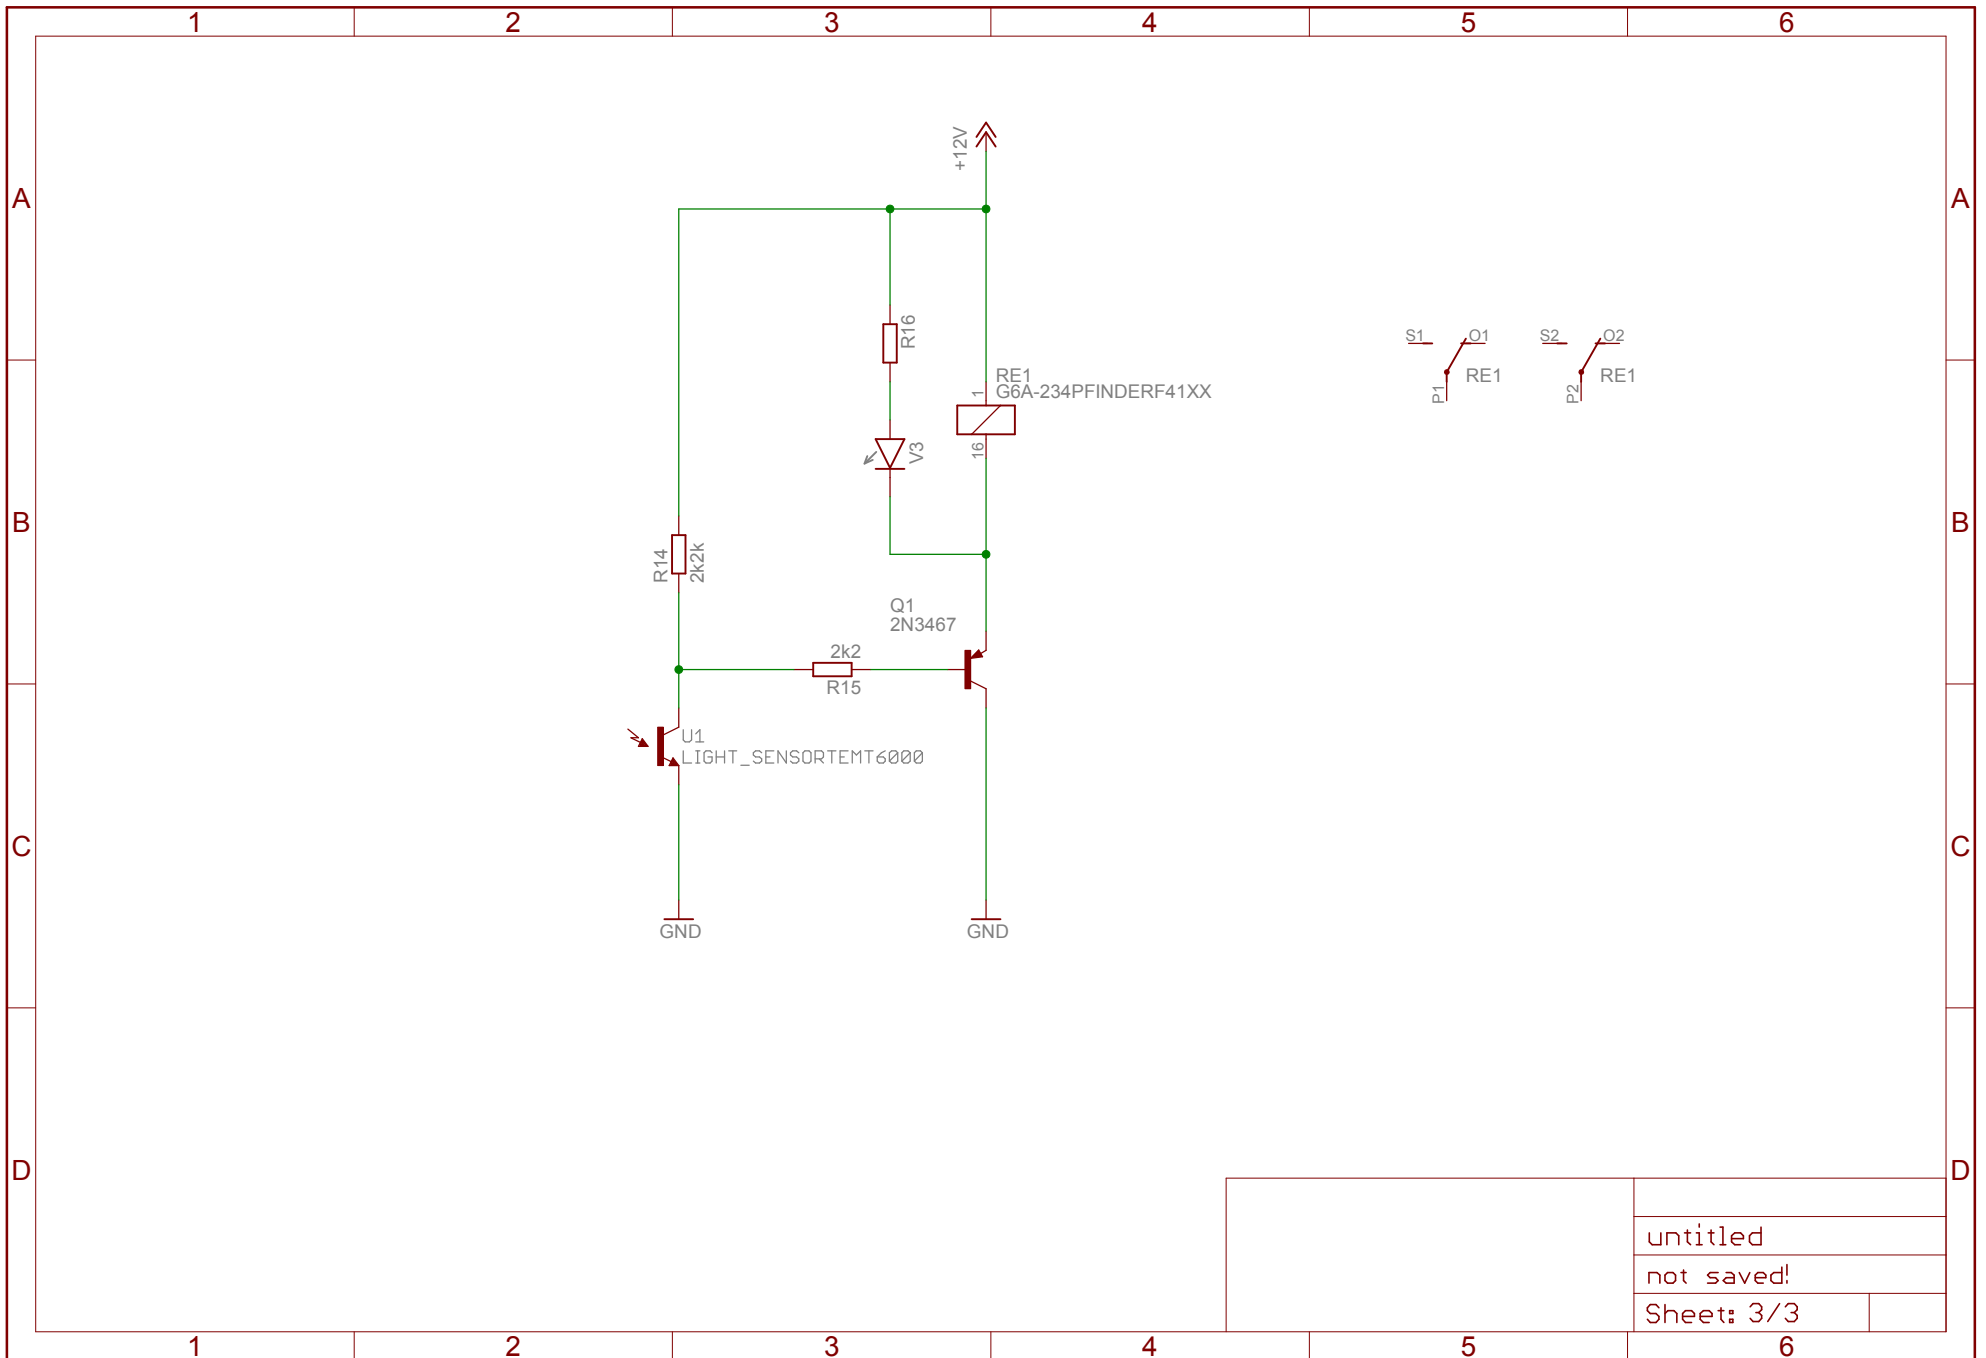 1 2 3 4 5 6
A A
+12V
R16
S1 O1 S2 O2
RE1
G6A-234PFINDERF41XX
1
16
RE1 RE1
P1 P2
V3
B B
R14
2k2k
Q1
2N3467
2k2
R15
U1
LIGHT_SENSORTEMT6000
C C
GND GND
D D
untitled
not saved!
Sheet: 3/3
1 2 3 4 5 6